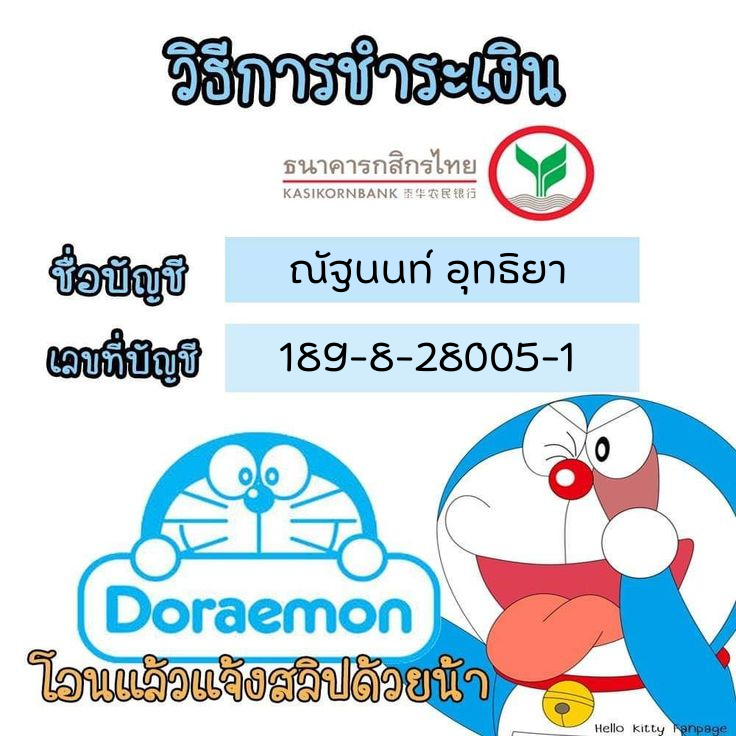 วิธีการชำระเงิน
ธนาคารกสิกรไทย
KASIKORNBANK 泰华农民银行
ชื่อบัญชี ณัฐนนท์ อุทธิยา
เลขที่บัญชี 189-8-28005-1
Doraemon
โอนแล้วแจ้งสลิปด้วยน้า
Hello Kitty Fanpage